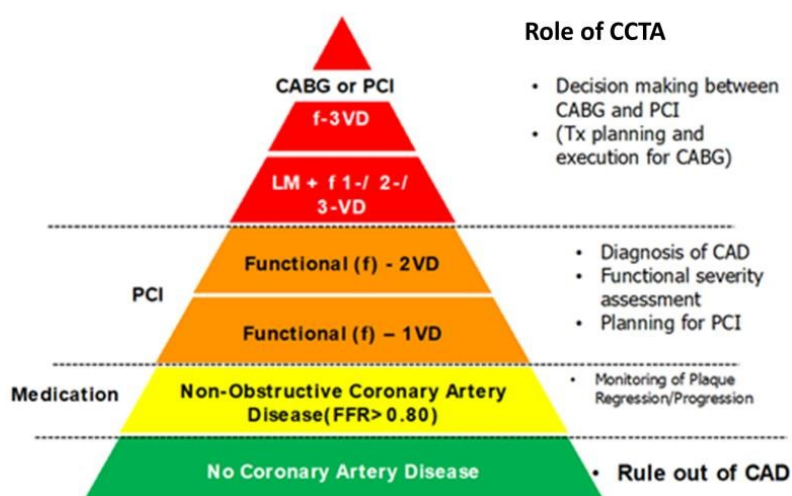 Role of CCTA
CABG or PCI
f-3VD
LM + f 1-/ 2-/
3-VD
• Decision making between
CABG and PCI
• (Tx planning and
execution for CABG)
PCI
Functional (f) - 2VD
Functional (f) – 1VD
• Diagnosis of CAD
• Functional severity
assessment
• Planning for PCI
Medication
Non-Obstructive Coronary Artery
Disease(FFR> 0.80)
• Monitoring of Plaque
Regression/Progression
No Coronary Artery Disease
• Rule out of CAD